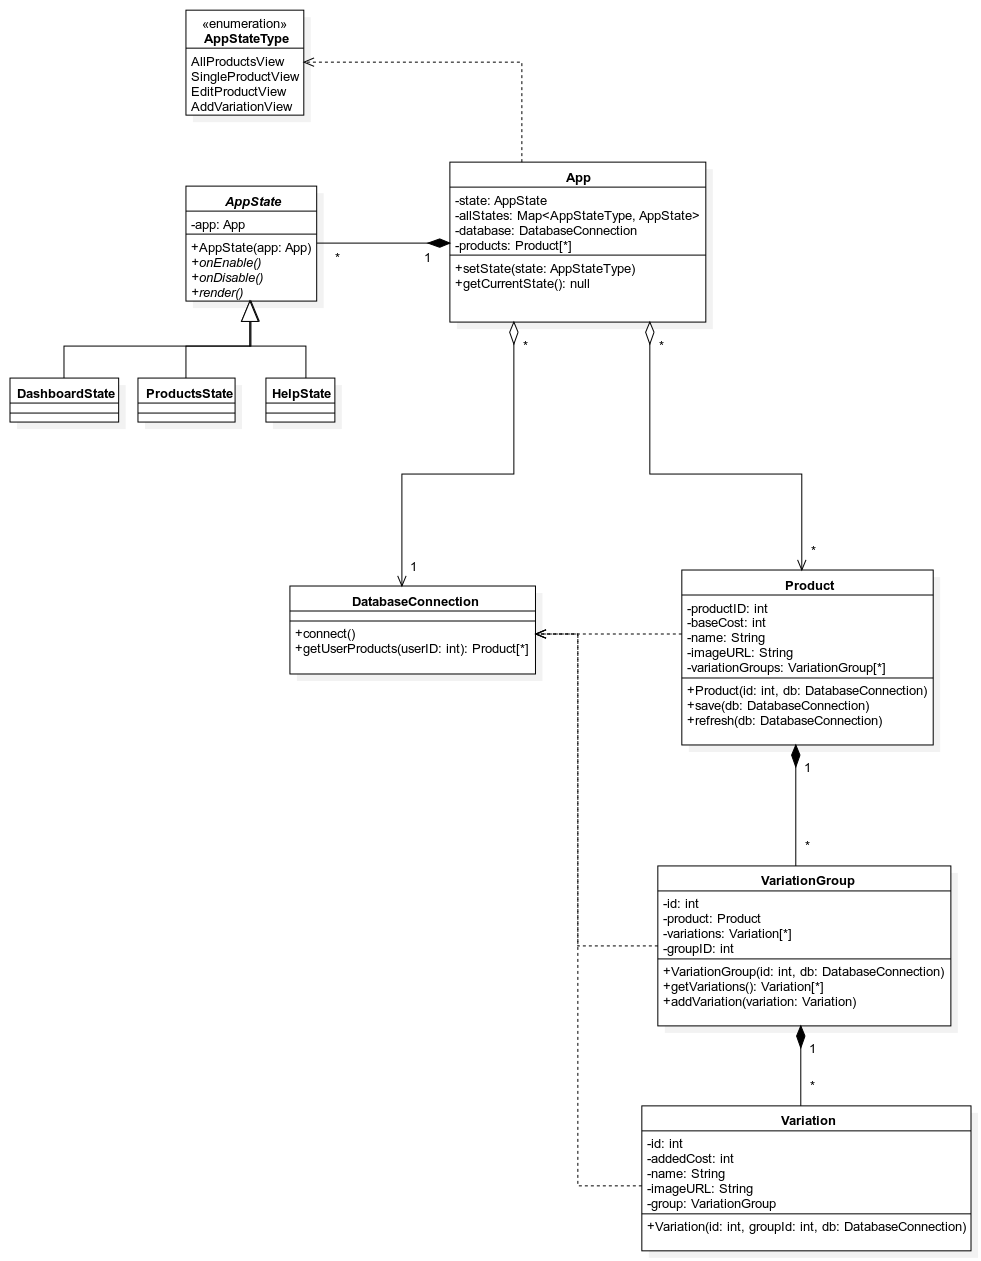 «enumeration»
AppStateType
AllProductsView
SingleProductView
EditProductView
AddVariationView
App
-state: AppState
-allStates: Map<AppStateType, AppState>
-database: DatabaseConnection
-products: Product[*]
+setState(state: AppStateType)
+getCurrentState(): null
AppState
-app: App
+AppState(app: App)
+onEnable()
+onDisable()
+render()
*
1
*
*
DashboardState
ProductsState
HelpState
1
*
DatabaseConnection
+connect()
+getUserProducts(userID: int): Product[*]
Product
-productID: int
-baseCost: int
-name: String
-imageURL: String
-variationGroups: VariationGroup[*]
+Product(id: int, db: DatabaseConnection)
+save(db: DatabaseConnection)
+refresh(db: DatabaseConnection)
1
*
VariationGroup
-id: int
-product: Product
-variations: Variation[*]
-groupID: int
+VariationGroup(id: int, db: DatabaseConnection)
+getVariations(): Variation[*]
+addVariation(variation: Variation)
1
*
Variation
-id: int
-addedCost: int
-name: String
-imageURL: String
-group: VariationGroup
+Variation(id: int, groupId: int, db: DatabaseConnection)